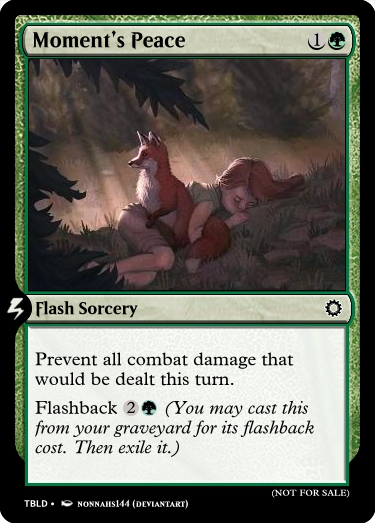 Moment's Peace 1
Flash Sorcery
Prevent all combat damage that
would be dealt this turn.
Flashback 2 (You may cast this
from your graveyard for its flashback
cost. Then exile it.)
(NOT FOR SALE)
TBLD • NONNAHS144 (DEVIANTART)